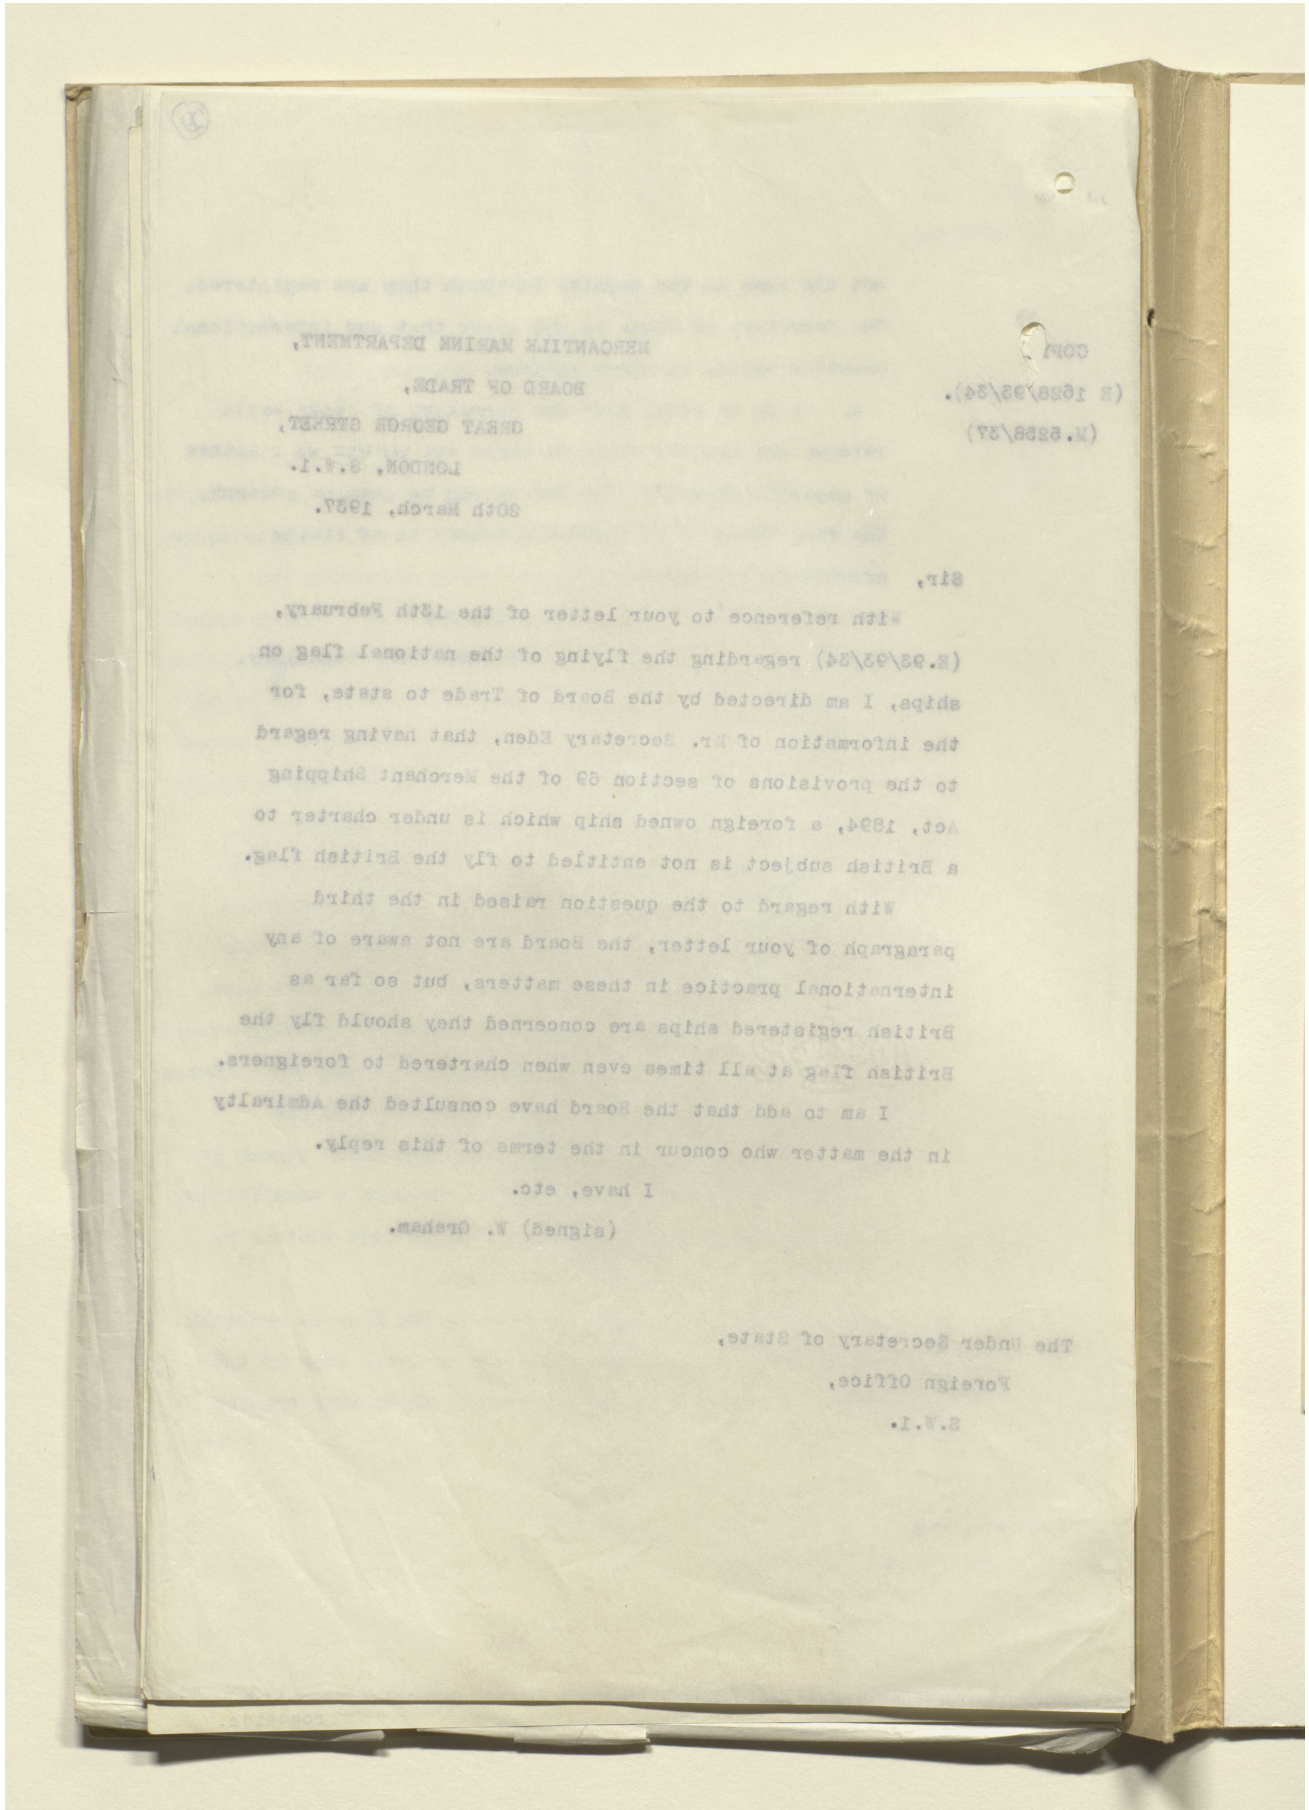 COPY
(E 1628/93/34).
(M.5258/37)
MERCANTILE MARINE DEPARTMENT,
BOARD OF TRADE,
GREAT GEORGE STREET,
LONDON, S.W.1.
20th March, 1937.
Sir,
With reference to your letter of the 13th February,
(E.93/93/34) regarding the flying of the national flag on
ships, I am directed by the Board of Trade to state, for
the information of Mr. Secretary Eden, that having regard
to the provisions of section 69 of the Merchant Shipping
Act, 1894, a foreign owned ship which is under charter to
a British subject is not entitled to fly the British flag.
With regard to the question raised in the third
paragraph of your letter, the Board are not aware of any
international practice in these matters, but so far as
British registered ships are concerned they should fly the
British flag at all times even when chartered to foreigners.
I am to add that the Board have consulted the Admiralty
in the matter who concur in the terms of this reply.
I have, etc.
(signed) W. Graham.
The Under Secretary of State,
Foreign Office,
S.W.1.